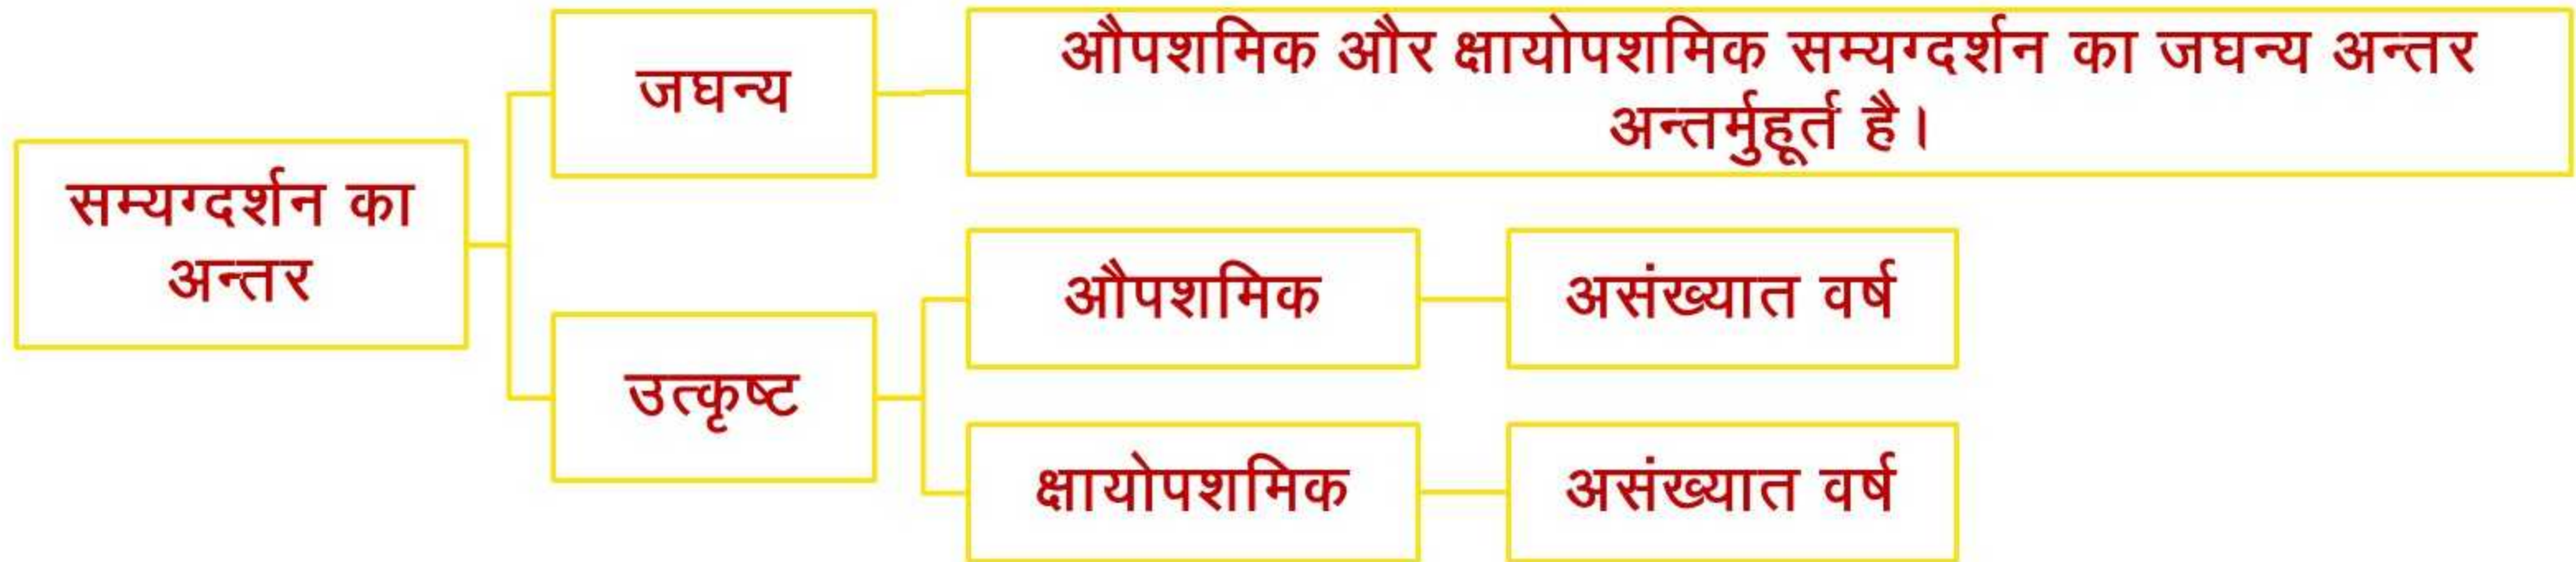 सम्यग्दर्शन का
अन्तर
जघन्य
औपशमिक और क्षायोपशमिक सम्यग्दर्शन का जघन्य अन्तर
अन्तर्मुहूर्त है।
उत्कृष्ट
औपशमिक
असंख्यात वर्ष
क्षायोपशमिक
असंख्यात वर्ष